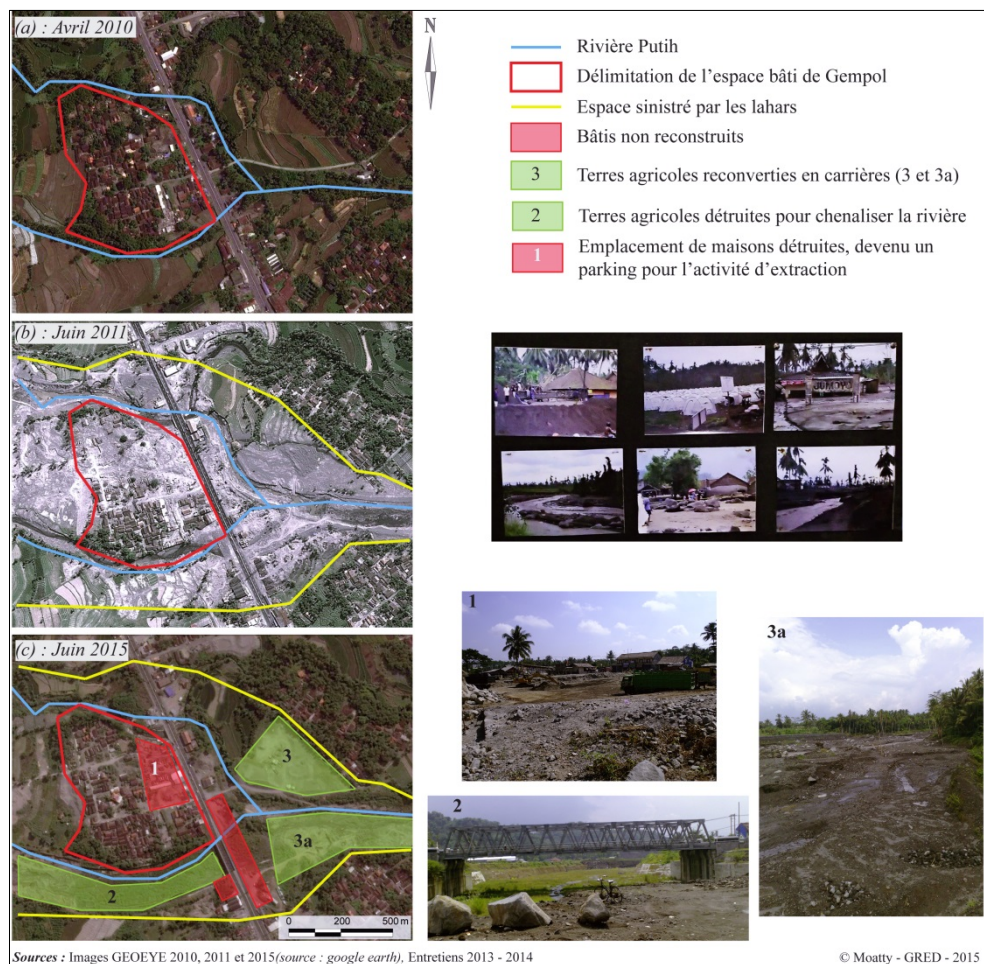 (a) : Avril 2010
N
Rivière Putih
Délimitation de l'espace bâti de Gempol
Espace sinistré par les lahars
Bâtis non reconstruits
3
Terres agricoles reconverties en carrières (3 et 3a)
2
Terres agricoles détruites pour chenaliser la rivière
1
Emplacement de maisons détruites, devenu un
parking pour l'activité d'extraction
(b) : Juin 2011
JUMOYO
(c) : Juin 2015
1
3
3a
2
0 200 500 m
1
2
3a
Sources : Images GEOEYE 2010, 2011 et 2015(source : google earth), Entretiens 2013 - 2014
© Moatty - GRED - 2015